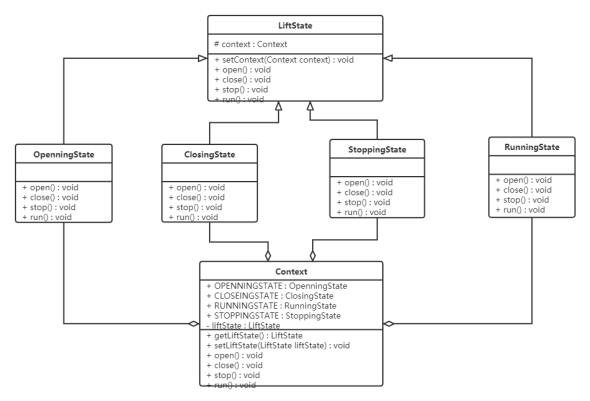 LiftState
# context : Context
+ setContext(Context context) : void
+ open() : void
+ close() : void
+ stop() : void
+ run() : void
OpenningState
+ open() : void
+ close() : void
+ stop() : void
+ run() : void
ClosingState
+ open() : void
+ close() : void
+ stop() : void
+ run() : void
StoppingState
+ open() : void
+ close() : void
+ stop() : void
+ run() : void
RunningState
+ open() : void
+ close() : void
+ stop() : void
+ run() : void
Context
+ OPENNINGSTATE : OpenningState
+ CLOSEINGSTATE : ClosingState
+ RUNNINGSTATE : RunningState
+ STOPPINGSTATE : StoppingState
- liftState : LiftState
+ getLiftState() : LiftState
+ setLiftState(LiftState liftState) : void
+ open() : void
+ close() : void
+ stop() : void
+ run() : void